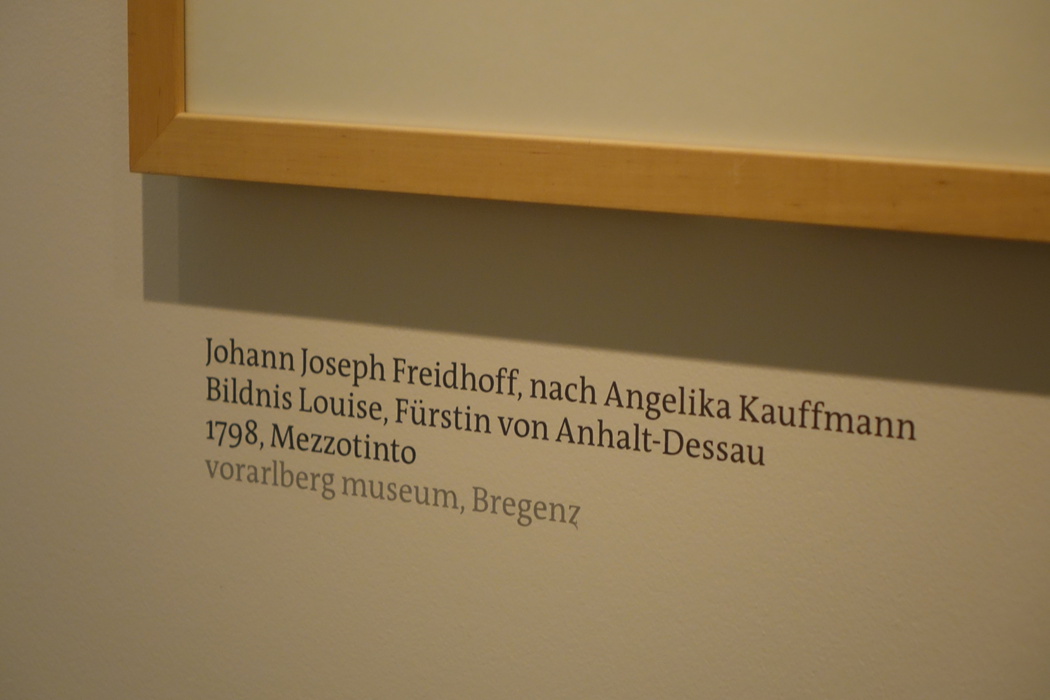 Johann Joseph Freidhoff, nach Angelika Kauffmann
Bildnis Louise, Fürstin von Anhalt-Dessau
1798, Mezzotinto
vorarlberg museum, Bregenz